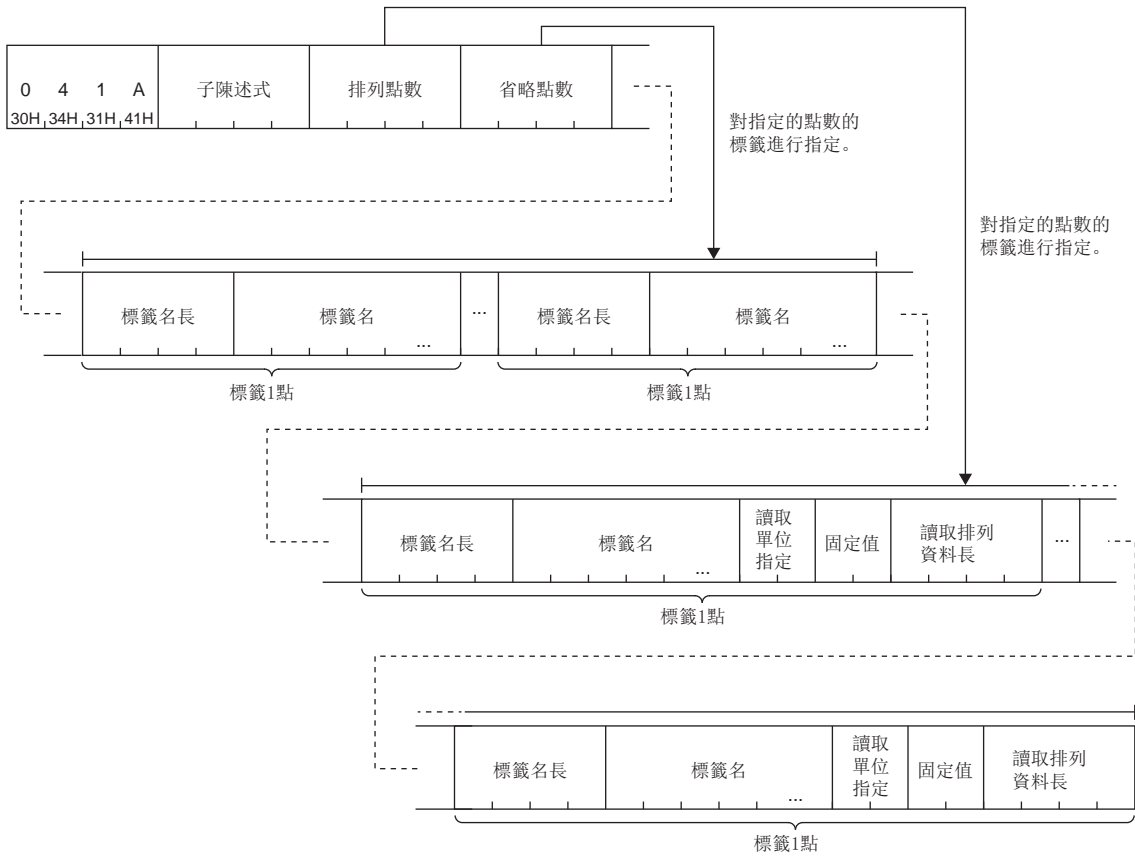 0 4 1 A 子陳述式 排列點數 省略點數
30H 34H 31H 41H
對指定的點數的
標籤進行指定。
對指定的點數的
標籤進行指定。
標籤名長 標籤名 ... 標籤名長 標籤名
... ...
標籤1點 標籤1點
標籤名長 標籤名 ... 讀取
單位
指定 固定值 讀取排列
資料長 ...
標籤1點
標籤名長 標籤名 ... 讀取
單位
指定 固定值 讀取排列
資料長
標籤1點